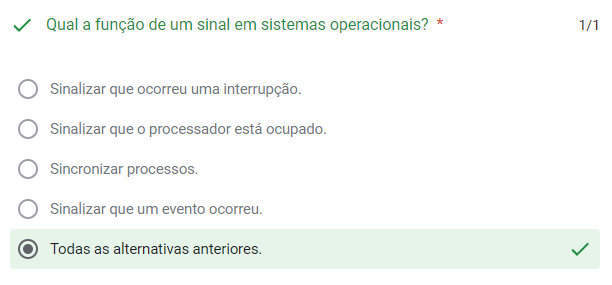 Qual a função de um sinal em sistemas operacionais? * 1/1
Sinalizar que ocorreu uma interrupção.
Sinalizar que o processador está ocupado.
Sincronizar processos.
Sinalizar que um evento ocorreu.
Todas as alternativas anteriores.